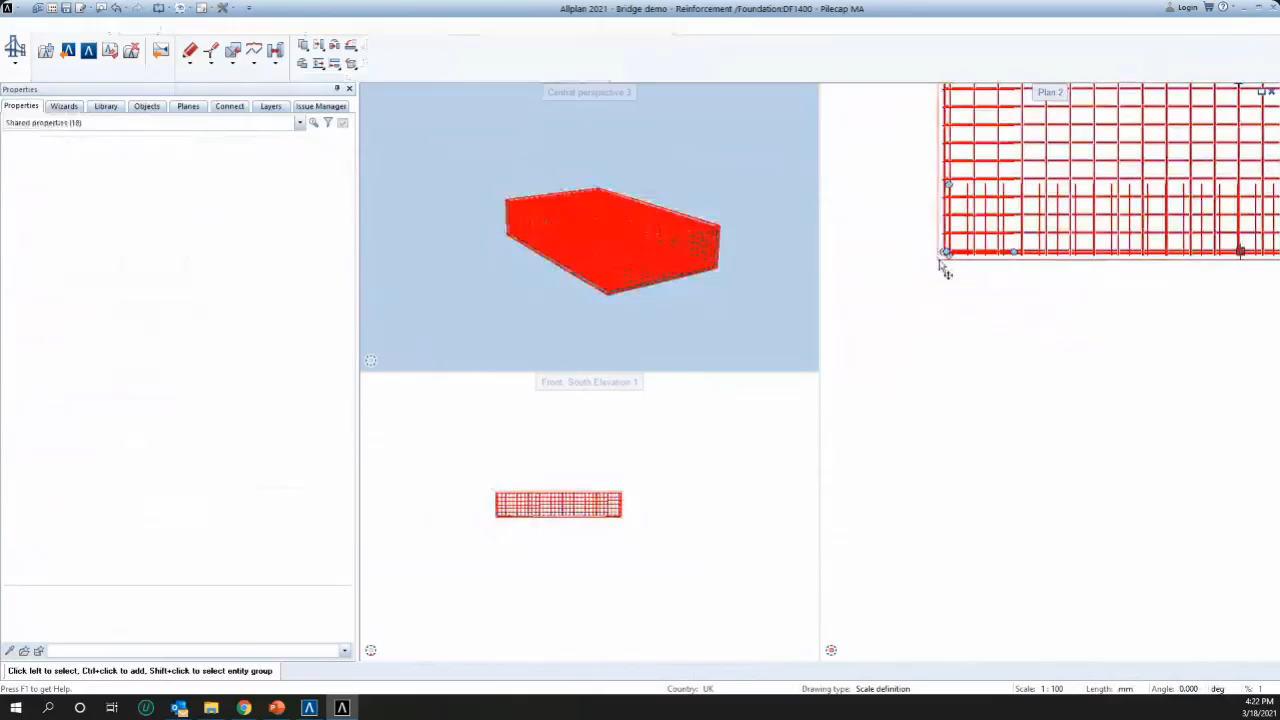 Allplan 2021 - Bridge demo - Reinforcement /Foundation:DF1400 - Pilecap MA
Login
Properties
Properties Wizards Library Objects Planes Connect Layers Issue Manager
Shared properties (18)
Central perspective 3
Plan 2
Front, South Elevation 1
Click left to select, Ctrl+click to add, Shift+click to select entity group
Press F1 to get Help.
Country: UK
Drawing type: Scale definition
Scale: 1 : 100
Length: mm
Angle: 0.000 deg
%: 1
4:22 PM
3/18/2021